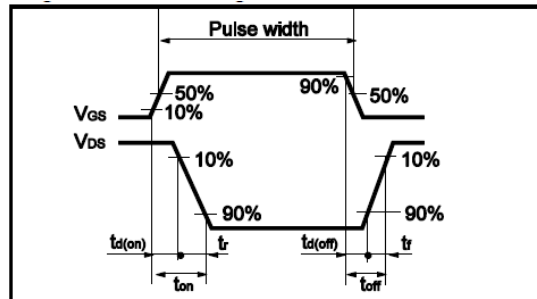 Pulse width
90%
50%
50%
10%
VGS
VDS
10%
10%
90%
90%
td(on)
tr
td(off)
tf
ton
toff